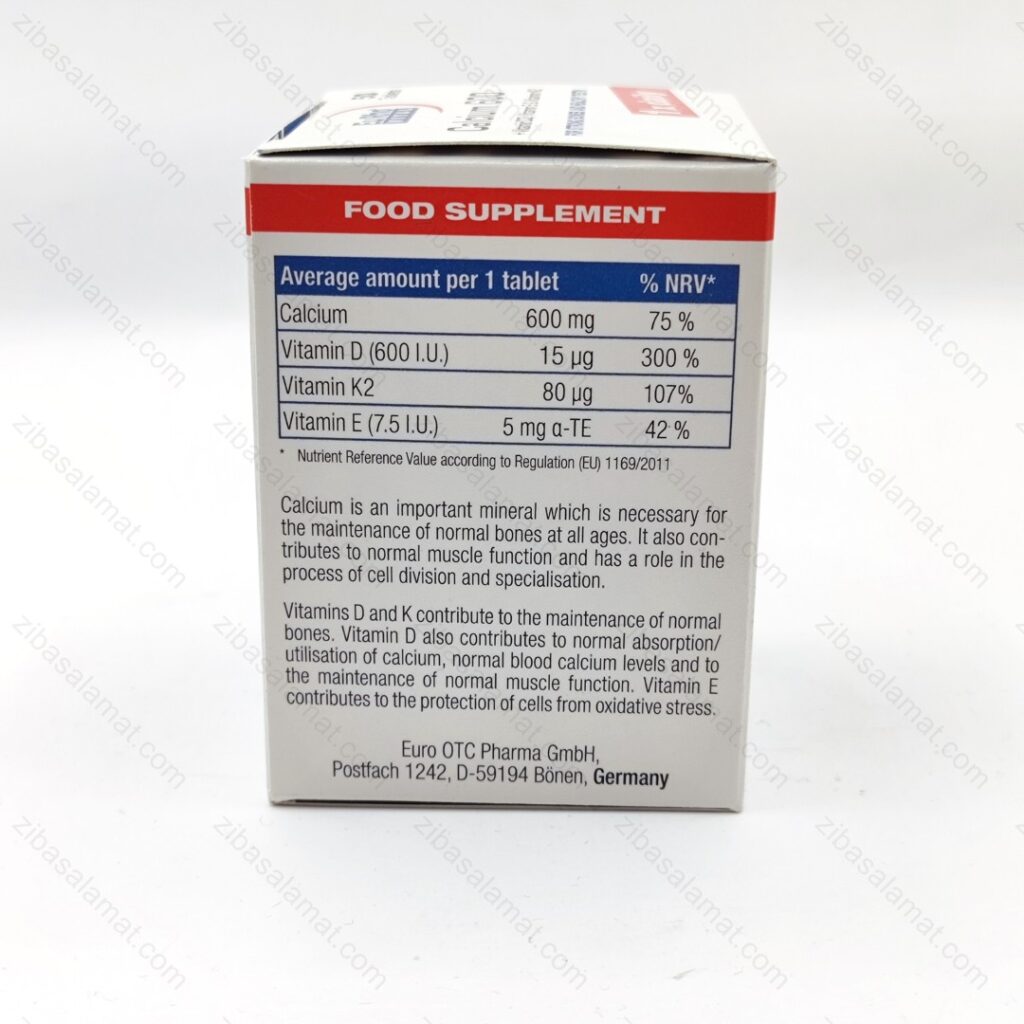 Calcium 600
1 x daily
FOOD SUPPLEMENT
Average amount per 1 tablet % NRV*
Calcium 600 mg 75 %
Vitamin D (600 I.U.) 15 µg 300 %
Vitamin K2 80 µg 107%
Vitamin E (7.5 I.U.) 5 mg α-TE 42 %
* Nutrient Reference Value according to Regulation (EU) 1169/2011
Calcium is an important mineral which is necessary for
the maintenance of normal bones at all ages. It also con-
tributes to normal muscle function and has a role in the
process of cell division and specialisation.
Vitamins D and K contribute to the maintenance of normal
bones. Vitamin D also contributes to normal absorption/
utilisation of calcium, normal blood calcium levels and to
the maintenance of normal muscle function. Vitamin E
contributes to the protection of cells from oxidative stress.
Euro OTC Pharma GmbH,
Postfach 1242, D-59194 Bönen, Germany
zibasalamat.com